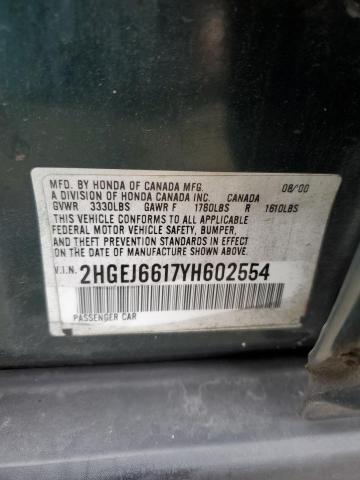 MFD. BY HONDA OF CANADA MFG. 08/00
A DIVISION OF HONDA CANADA INC. CANADA
GVWR 3330LBS GAWR F 1760LBS R 1610LBS
THIS VEHICLE CONFORMS TO ALL APPLICABLE
FEDERAL MOTOR VEHICLE SAFETY, BUMPER,
AND THEFT PREVENTION STANDARDS IN EFFECT
ON THE DATE OF MANUFACTURE SHOWN ABOVE.
V.I.N. 2HGEJ6617YH602554
PASSENGER CAR